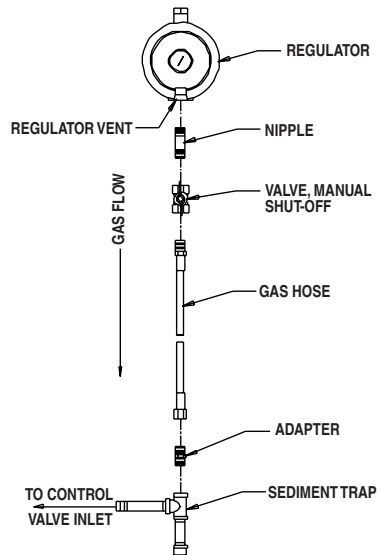 REGULATOR
REGULATOR VENT
NIPPLE
GAS FLOW
VALVE, MANUAL
SHUT-OFF
GAS HOSE
ADAPTER
TO CONTROL
VALVE INLET
SEDIMENT TRAP